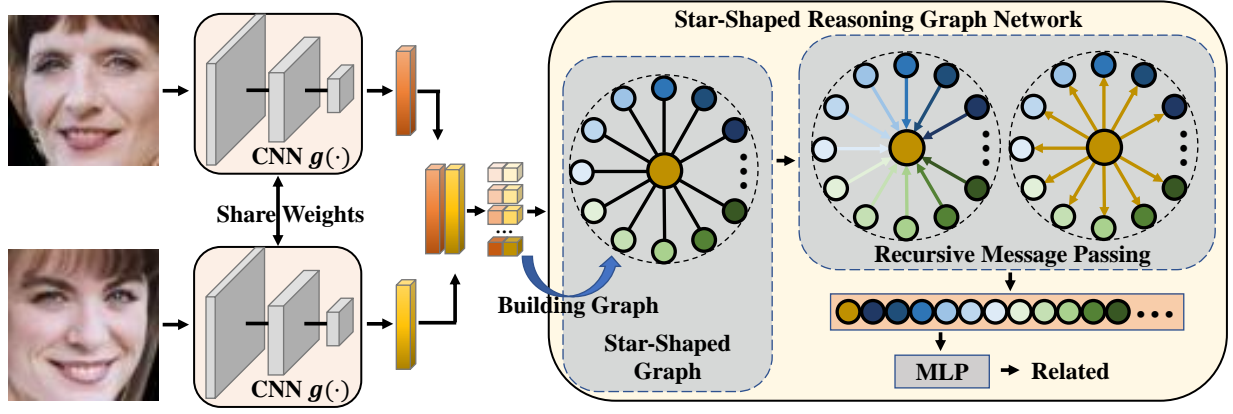 Star-Shaped Reasoning Graph Network
CNN g(·)
Share Weights
CNN g(·)
...
Building Graph
Star-Shaped
Graph
Recursive Message Passing
MLP
Related